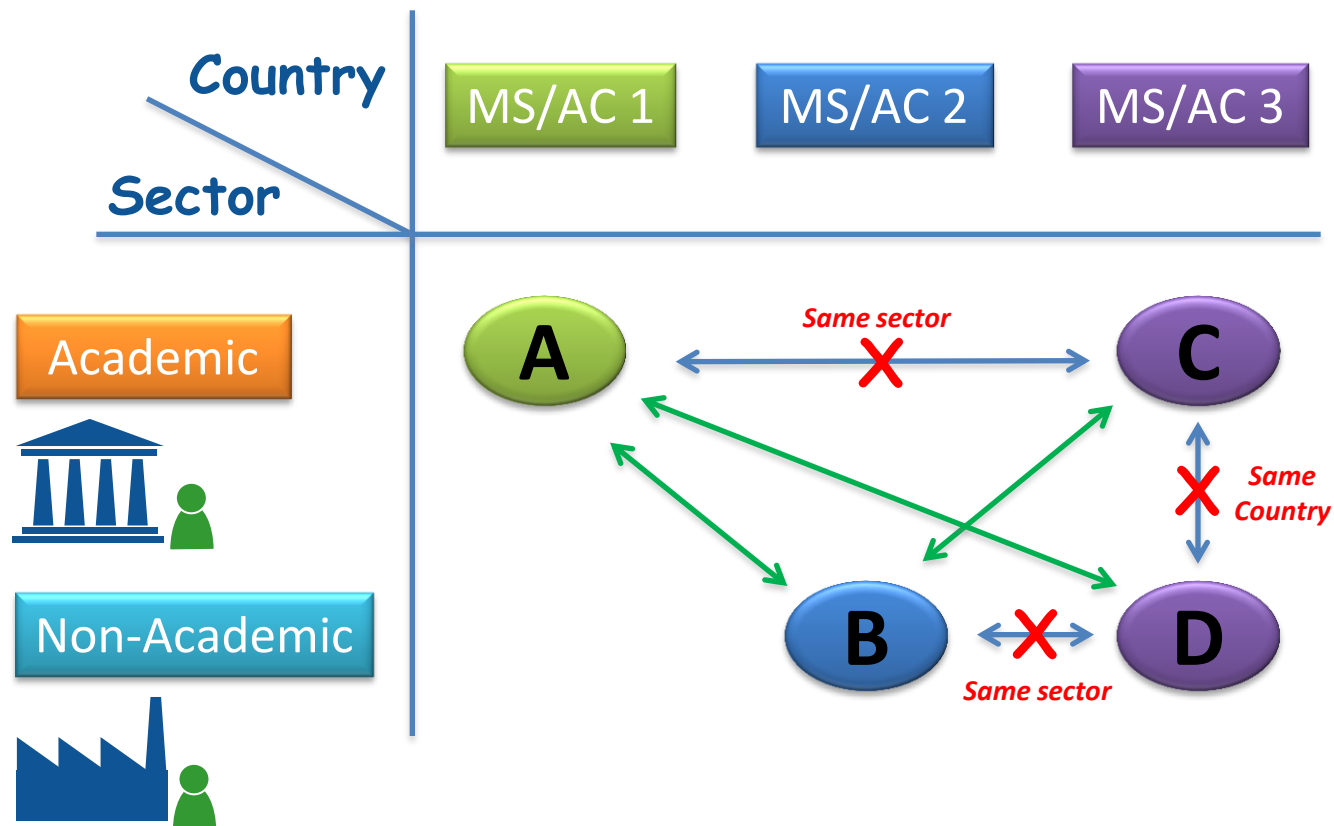 Country
MS/AC 1
MS/AC 2
MS/AC 3
Sector
Academic
A
Same sector
C
Same
Country
Non-Academic
B
D
Same sector